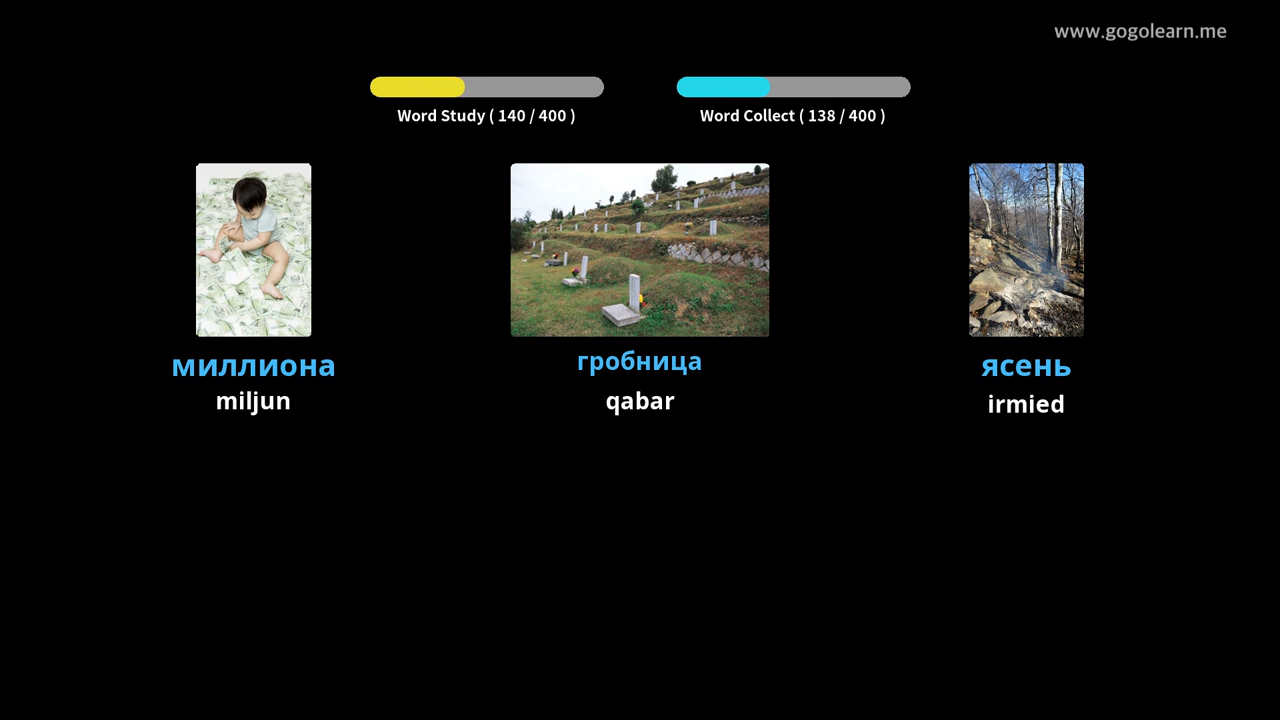 www.gogolearn.me
Word Study ( 140 / 400 )
Word Collect ( 138 / 400 )
миллиона
miljun
гробница
qabar
ясень
irmied